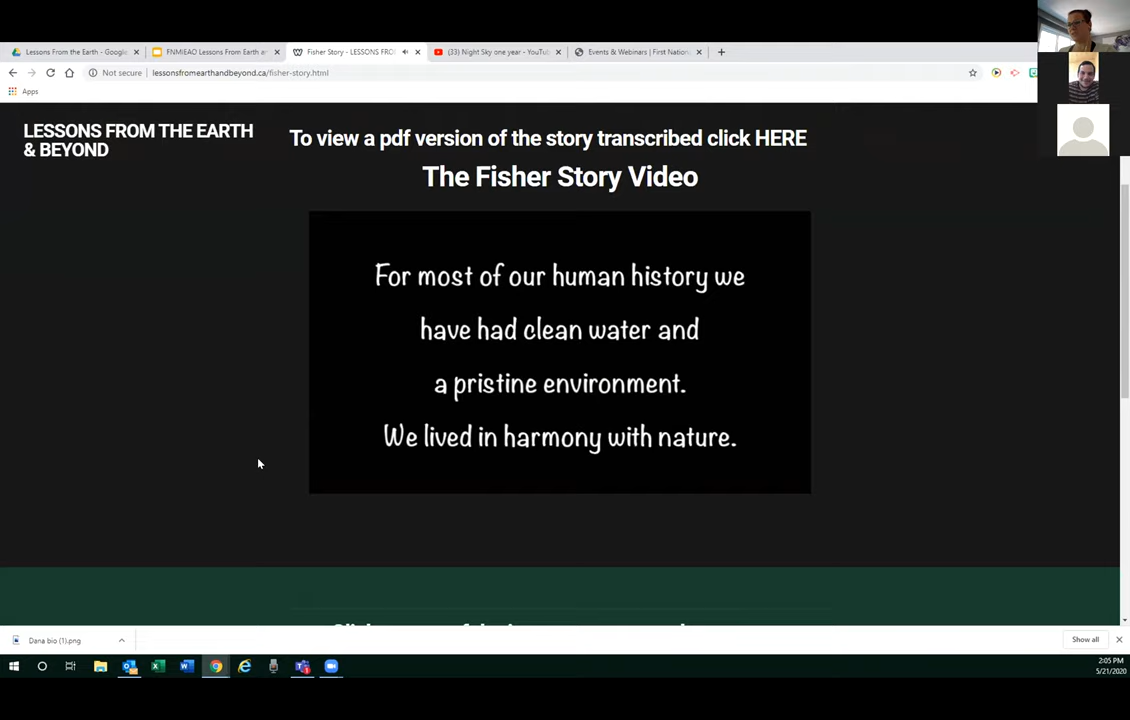 Lessons From the Earth - Google
FNMIEAO Lessons From Earth a
Fisher Story - LESSONS FRO
(33) Night Sky one year - YouTu
Events & Webinars | First Nation
Not secure
lessonsfromearthandbeyond.ca/fisher-story.html
Apps
LESSONS FROM THE EARTH
& BEYOND
To view a pdf version of the story transcribed click HERE
The Fisher Story Video
For most of our human history we
have had clean water and
a pristine environment.
We lived in harmony with nature.
Dana bio (1).png
Show all
2:05 PM
5/21/2020